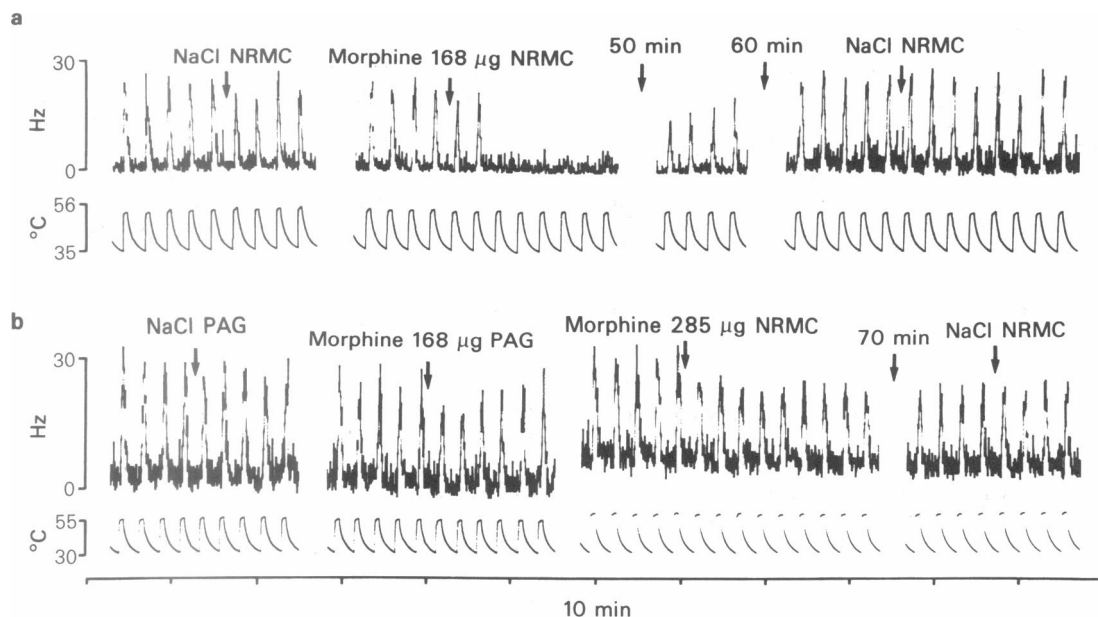 a
NaCl NRMC
Morphine 168 μg NRMC
50 min
60 min
NaCl NRMC
30
Hz
0
56
°C
35
b
NaCl PAG
Morphine 168 μg PAG
Morphine 285 μg NRMC
70 min
NaCl NRMC
30
Hz
0
55
°C
30
10 min